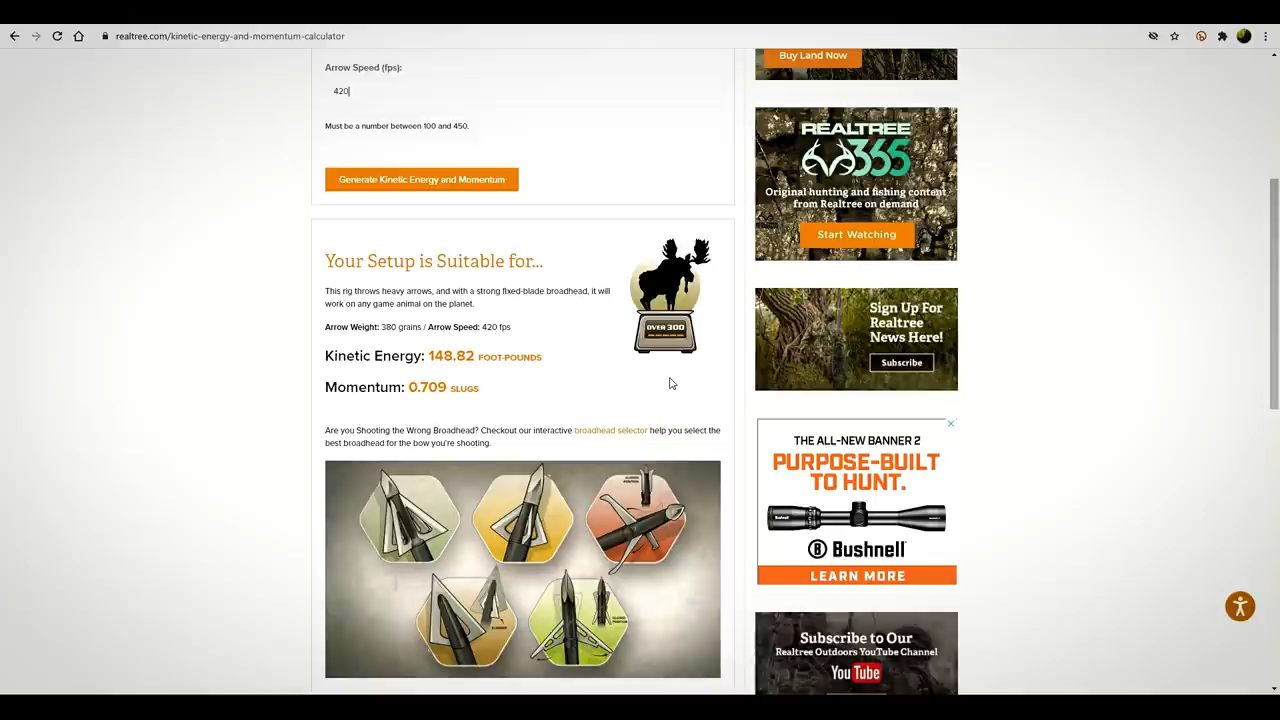 realtree.com/kinetic-energy-and-momentum-calculator
Arrow Speed (fps):
420
Must be a number between 100 and 450.
Generate Kinetic Energy and Momentum
Your Setup is Suitable for...
This rig throws heavy arrows, and with a strong fixed-blade broadhead, it will
work on any game animal on the planet.
Arrow Weight: 380 grains / Arrow Speed: 420 fps
Kinetic Energy: 148.82 FOOT-POUNDS
Momentum: 0.709 SLUGS
OVER 300
Are you Shooting the Wrong Broadhead? Checkout our interactive broadhead selector help you select the
best broadhead for the bow you're shooting.
Buy Land Now
REALTREE
365
Original hunting and fishing content
from Realtree on demand
Start Watching
Sign Up For
Realtree
News Here!
Subscribe
THE ALL-NEW BANNER 2
PURPOSE-BUILT
TO HUNT.
Bushnell
LEARN MORE
Subscribe to Our
Realtree Outdoors YouTube Channel
YouTube